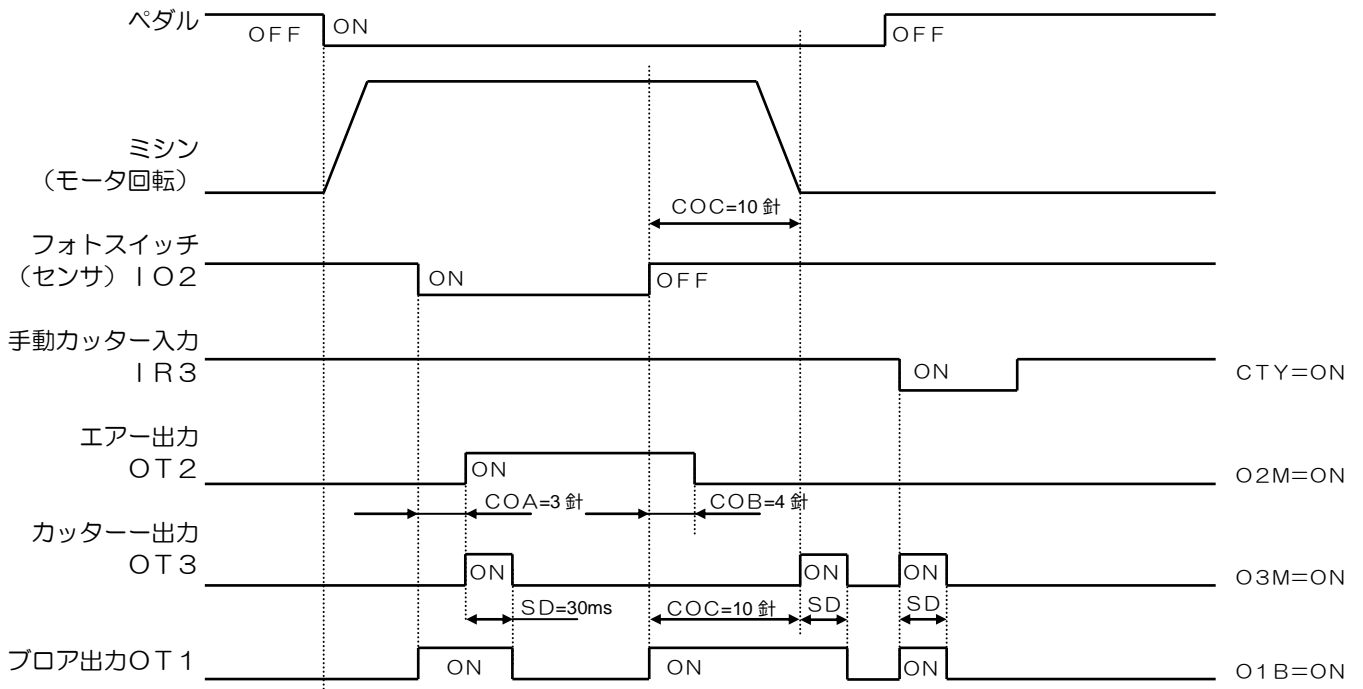 ペダル
OFF
ON
OFF
ミシン
(モータ回転)
COC=10 針
フォトスイッチ
(センサ) IO2
ON
OFF
手動カッター入力
IR3
ON
CTY=ON
エアー出力
OT2
ON
O2M=ON
COA=3 針
COB=4 針
カッターー出力
OT3
ON
ON
ON
O3M=ON
SD=30ms
COC=10 針
SD
SD
ブロア出力OT1
ON
ON
ON
O1B=ON